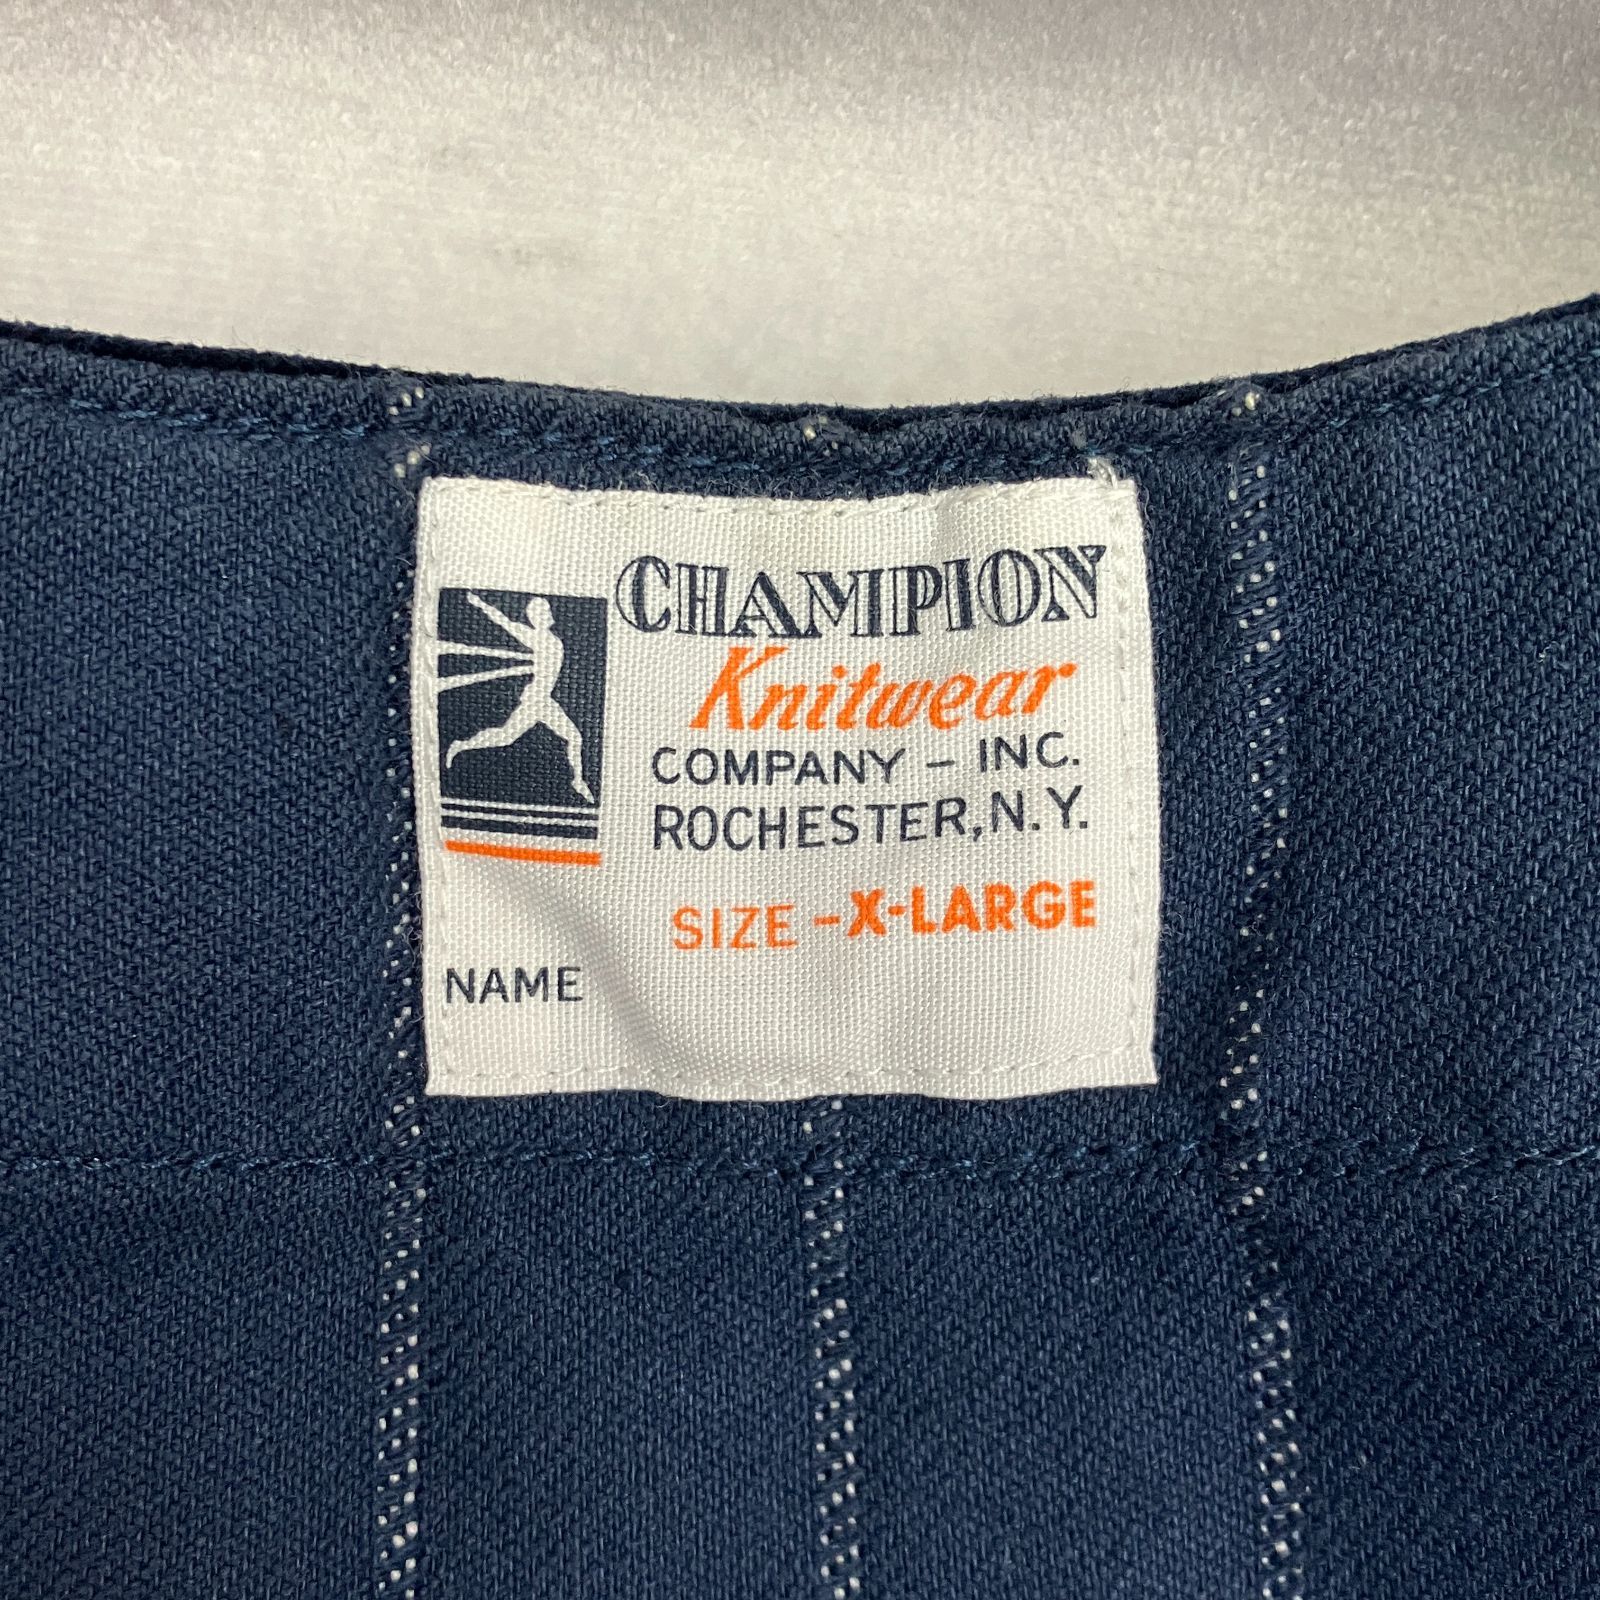 CHAMPION
Knitwear
COMPANY – INC.
ROCHESTER, N.Y.
SIZE – X-LARGE
NAME